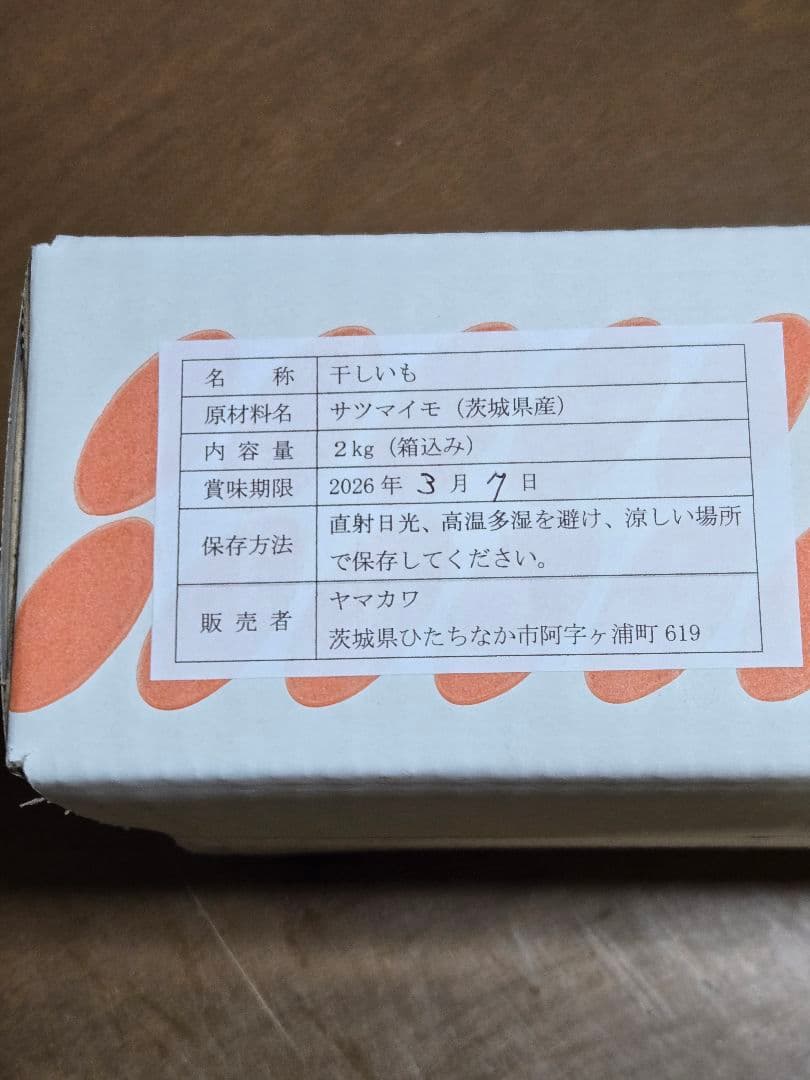 名 称 干しいも
原材料名 サツマイモ（茨城県産）
内容量 2kg（箱込み）
賞味期限 2026年 3月 7日
保存方法 直射日光、高温多湿を避け、涼しい場所
で保存してください。
販売者 ヤマカワ
茨城県ひたちなか市阿字ヶ浦町619